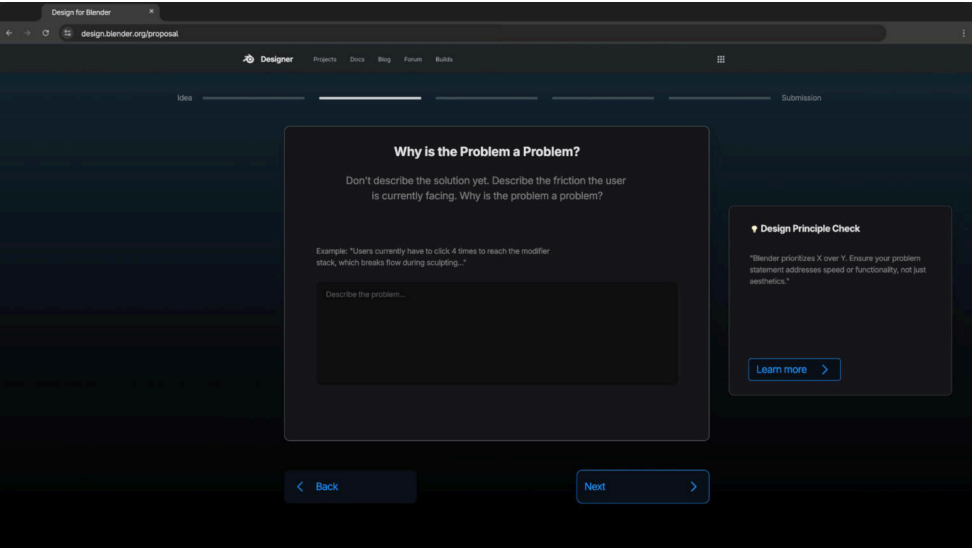 Design for Blender
design.blender.org/proposal
Designer
Projects
Docs
Blog
Forum
Builds
Idea
Submission
Why is the Problem a Problem?
Don't describe the solution yet. Describe the friction the user
is currently facing. Why is the problem a problem?
Example: "Users currently have to click 4 times to reach the modifier
stack, which breaks flow during sculpting..."
Describe the problem...
Design Principle Check
"Blender prioritizes X over Y. Ensure your problem
statement addresses speed or functionality, not just
aesthetics."
Learn more
Back
Next